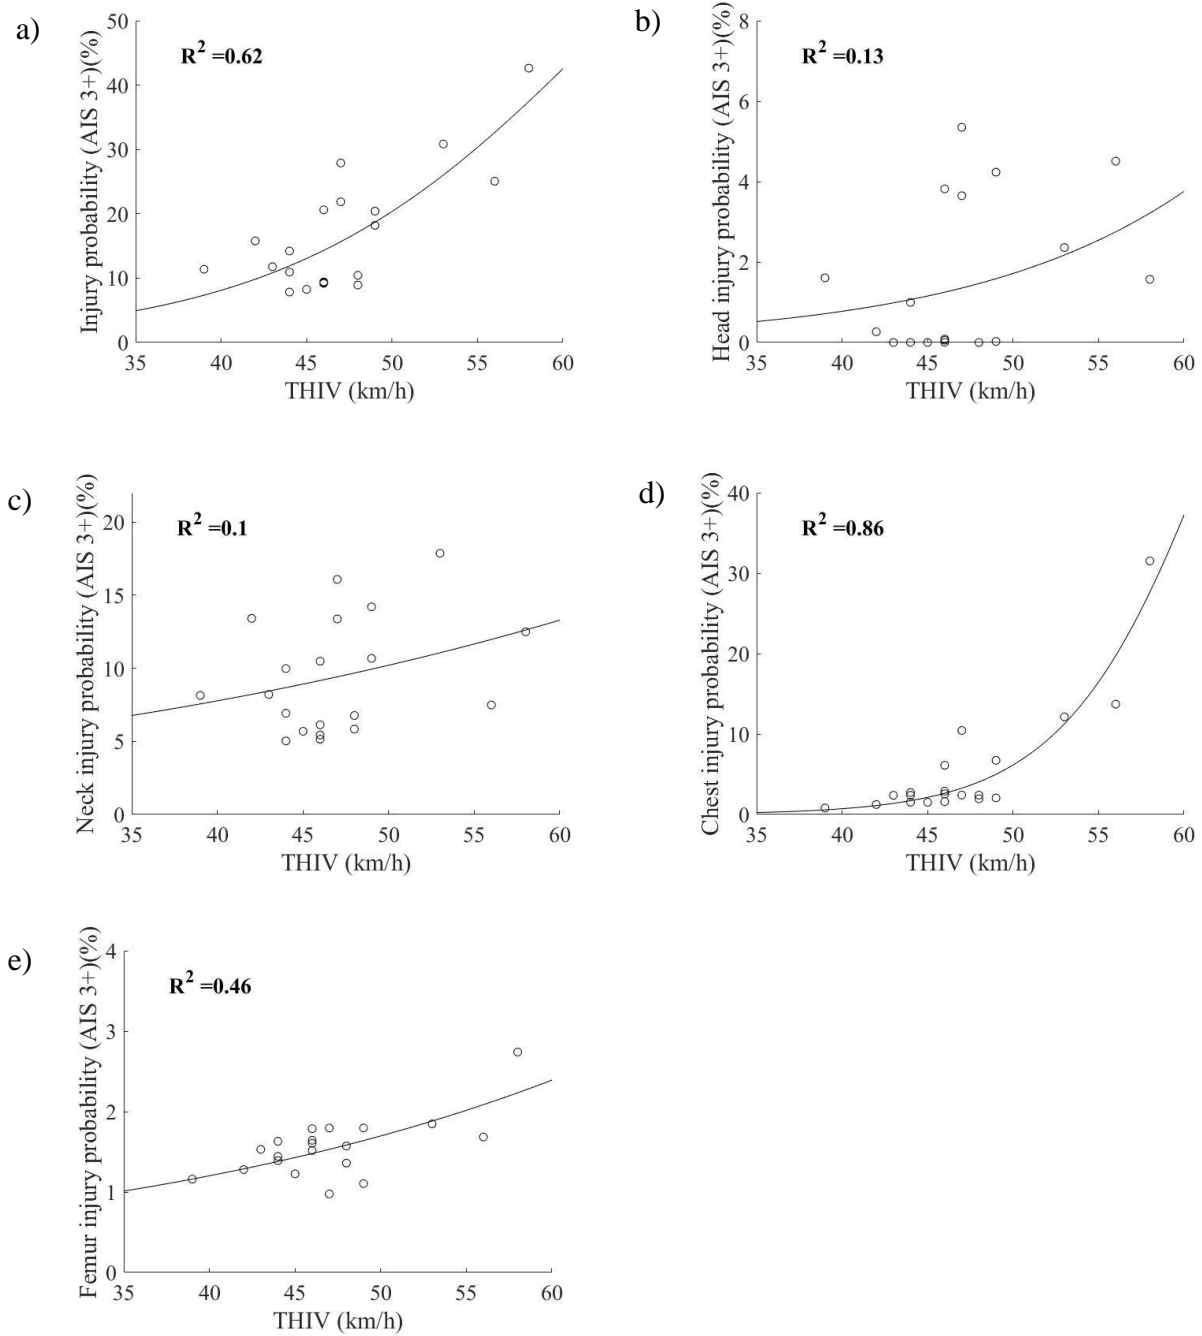 a)
Injury probability (AIS 3+)(%)
R² =0.62
50
40
30
20
10
0
35 40 45 50 55 60
THIV (km/h)
b)
Head injury probability (AIS 3+)(%)
R² =0.13
8
6
4
2
0
35 40 45 50 55 60
THIV (km/h)
c)
Neck injury probability (AIS 3+)(%)
R² =0.1
20
15
10
5
0
35 40 45 50 55 60
THIV (km/h)
d)
Chest injury probability (AIS 3+)(%)
R² =0.86
40
30
20
10
0
35 40 45 50 55 60
THIV (km/h)
e)
Femur injury probability (AIS 3+)(%)
R² =0.46
4
3
2
1
0
35 40 45 50 55 60
THIV (km/h)